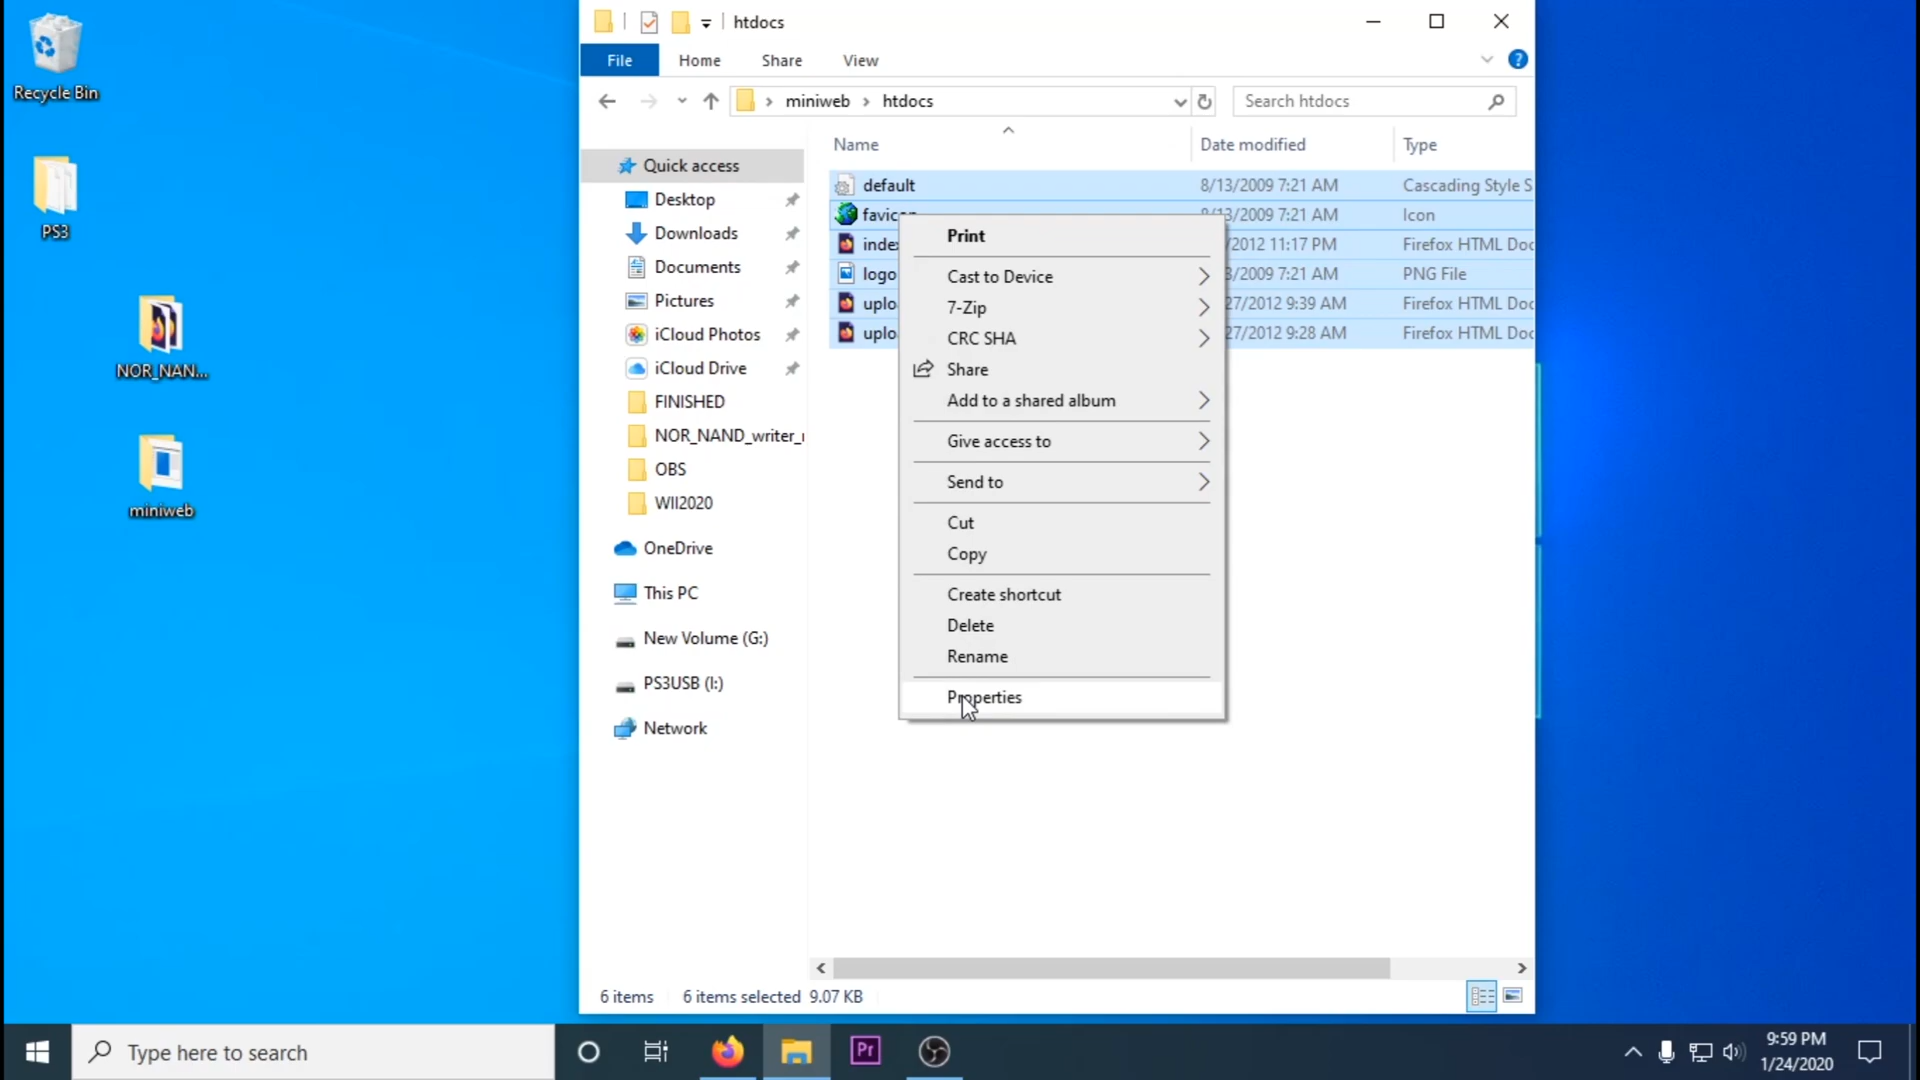 Recycle Bin
PS3
NOR_NAN...
miniweb
htdocs
File Home Share View
miniweb htdocs
Search htdocs
Name Date modified Type
Quick access
Desktop
Downloads
Documents
Pictures
iCloud Photos
iCloud Drive
FINISHED
NOR_NAND_writer_
OBS
WII2020
OneDrive
This PC
New Volume (G:)
PS3USB (I:)
Network
default 8/13/2009 7:21 AM Cascading Style S
7:21 AM Icon
/2012 11:17 PM Firefox HTML Doc
logo /2009 7:21 AM PNG File
uplo 27/2012 9:39 AM Firefox HTML Doc
uplo 27/2012 9:28 AM Firefox HTML Doc
Print
Cast to Device
7-Zip
CRC SHA
Share
Add to a shared album
Give access to
Send to
Cut
Copy
Create shortcut
Delete
Rename
Properties
6 items 6 items selected 9.07 KB
Type here to search
Pr
9:59 PM
1/24/2020